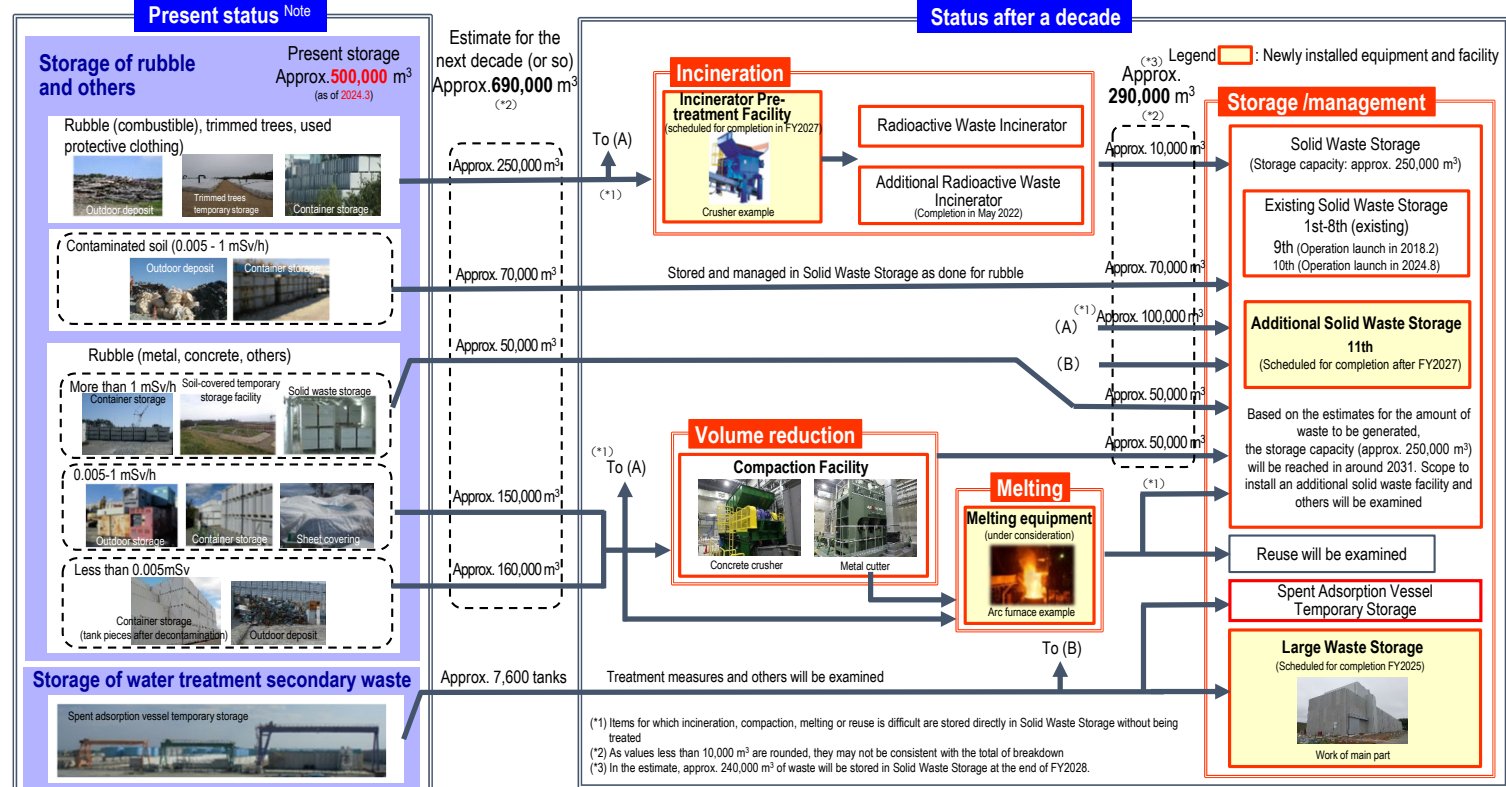 Present status Note
Storage of rubble
and others
Present storage
Approx.500,000 m³
(as of 2024.3)
Rubble (combustible), trimmed trees, used
protective clothing)
Outdoor deposit
Trimmed trees
temporary storage
Container storage
Contaminated soil (0.005 - 1 mSv/h)
Outdoor deposit
Container storage
Rubble (metal, concrete, others)
More than 1 mSv/h
Container storage
Soil-covered temporary
storage facility
Solid waste storage
0.005-1 mSv/h
Outdoor storage
Container storage
Sheet covering
Less than 0.005mSv
Container storage
(tank pieces after decontamination)
Outdoor deposit
Storage of water treatment secondary waste
Spent adsorption vessel temporary storage
Estimate for the
next decade (or so)
Approx.690,000 m³
(*2)
Approx. 250,000 m³
Approx. 70,000 m³
Approx. 50,000 m³
Approx. 150,000 m³
Approx. 160,000 m³
Approx. 7,600 tanks
Status after a decade
Legend : Newly installed equipment and facility
To (A)
(*1)
Incineration
Incinerator Pre-
treatment Facility
(scheduled for completion in FY2027)
Crusher example
Radioactive Waste Incinerator
Additional Radioactive Waste
Incinerator
(Completion in May 2022)
Stored and managed in Solid Waste Storage as done for rubble
(*1)
To (A)
Volume reduction
Compaction Facility
Concrete crusher
Metal cutter
Melting
Melting equipment
(under consideration)
Arc furnace example
To (B)
Treatment measures and others will be examined
(*3)
Approx.
290,000 m³
(*2)
Approx. 10,000 m³
Approx. 70,000 m³
(A)
(*1)
Approx. 100,000 m³
(B)
Approx. 50,000 m³
Approx. 50,000 m³
(*1)
Storage /management
Solid Waste Storage
(Storage capacity: approx. 250,000 m³)
Existing Solid Waste Storage
1st-8th (existing)
9th (Operation launch in 2018.2)
10th (Operation launch in 2024.8)
Additional Solid Waste Storage
11th
(Scheduled for completion after FY2027)
Based on the estimates for the amount of
waste to be generated,
the storage capacity (approx. 250,000 m³)
will be reached in around 2031. Scope to
install an additional solid waste facility and
others will be examined
Reuse will be examined
Spent Adsorption Vessel
Temporary Storage
Large Waste Storage
(Scheduled for completion FY2025)
Work of main part
(*1) Items for which incineration, compaction, melting or reuse is difficult are stored directly in Solid Waste Storage without being
treated
(*2) As values less than 10,000 m³ are rounded, they may not be consistent with the total of breakdown
(*3) In the estimate, approx. 240,000 m³ of waste will be stored in Solid Waste Storage at the end of FY2028.